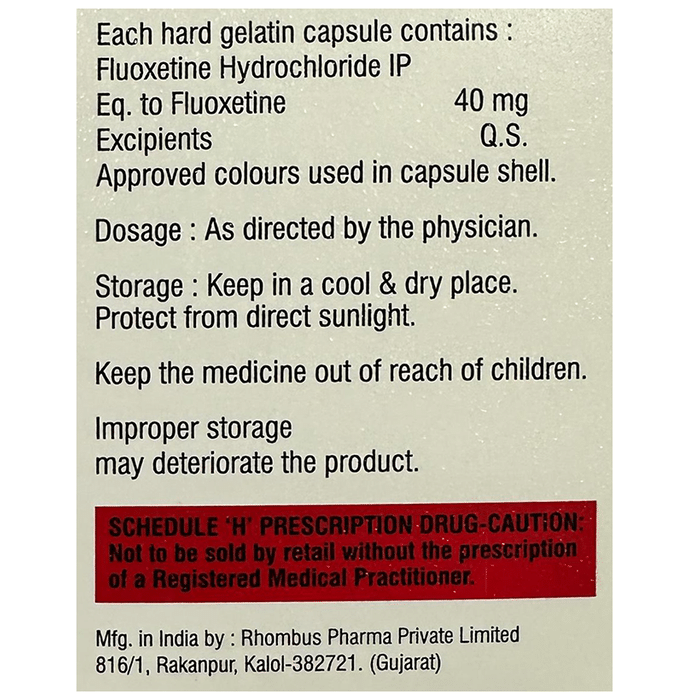 Each hard gelatin capsule contains :
Fluoxetine Hydrochloride IP
Eq. to Fluoxetine 40 mg
Excipients Q.S.
Approved colours used in capsule shell.
Dosage : As directed by the physician.
Storage : Keep in a cool & dry place.
Protect from direct sunlight.
Keep the medicine out of reach of children.
Improper storage
may deteriorate the product.
SCHEDULE 'H' PRESCRIPTION DRUG-CAUTION:
Not to be sold by retail without the prescription
of a Registered Medical Practitioner.
Mfg. in India by : Rhombus Pharma Private Limited
816/1, Rakanpur, Kalol-382721. (Gujarat)